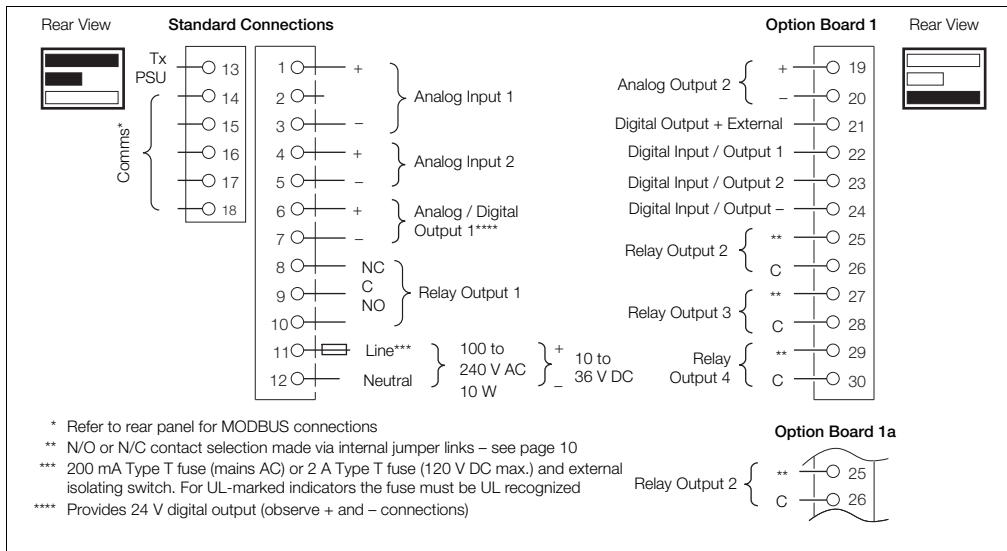 Rear View
Standard Connections
Option Board 1
Rear View
Tx
PSU
13
14
15
16
17
18
Comms*
1 +
2
3 –
Analog Input 1
4 +
5 –
Analog Input 2
6 +
7 –
Analog / Digital
Output 1****
8 NC
9 C
10 NO
Relay Output 1
11 Line***
12 Neutral
100 to
240 V AC
10 W
+
–
10 to
36 V DC
Analog Output 2
+ 19
– 20
Digital Output + External 21
Digital Input / Output 1 22
Digital Input / Output 2 23
Digital Input / Output – 24
Relay Output 2
** 25
C 26
Relay Output 3
** 27
C 28
Relay
Output 4
** 29
C 30
* Refer to rear panel for MODBUS connections
** N/O or N/C contact selection made via internal jumper links – see page 10
*** 200 mA Type T fuse (mains AC) or 2 A Type T fuse (120 V DC max.) and external
isolating switch. For UL-marked indicators the fuse must be UL recognized
**** Provides 24 V digital output (observe + and – connections)
Option Board 1a
Relay Output 2
** 25
C 26